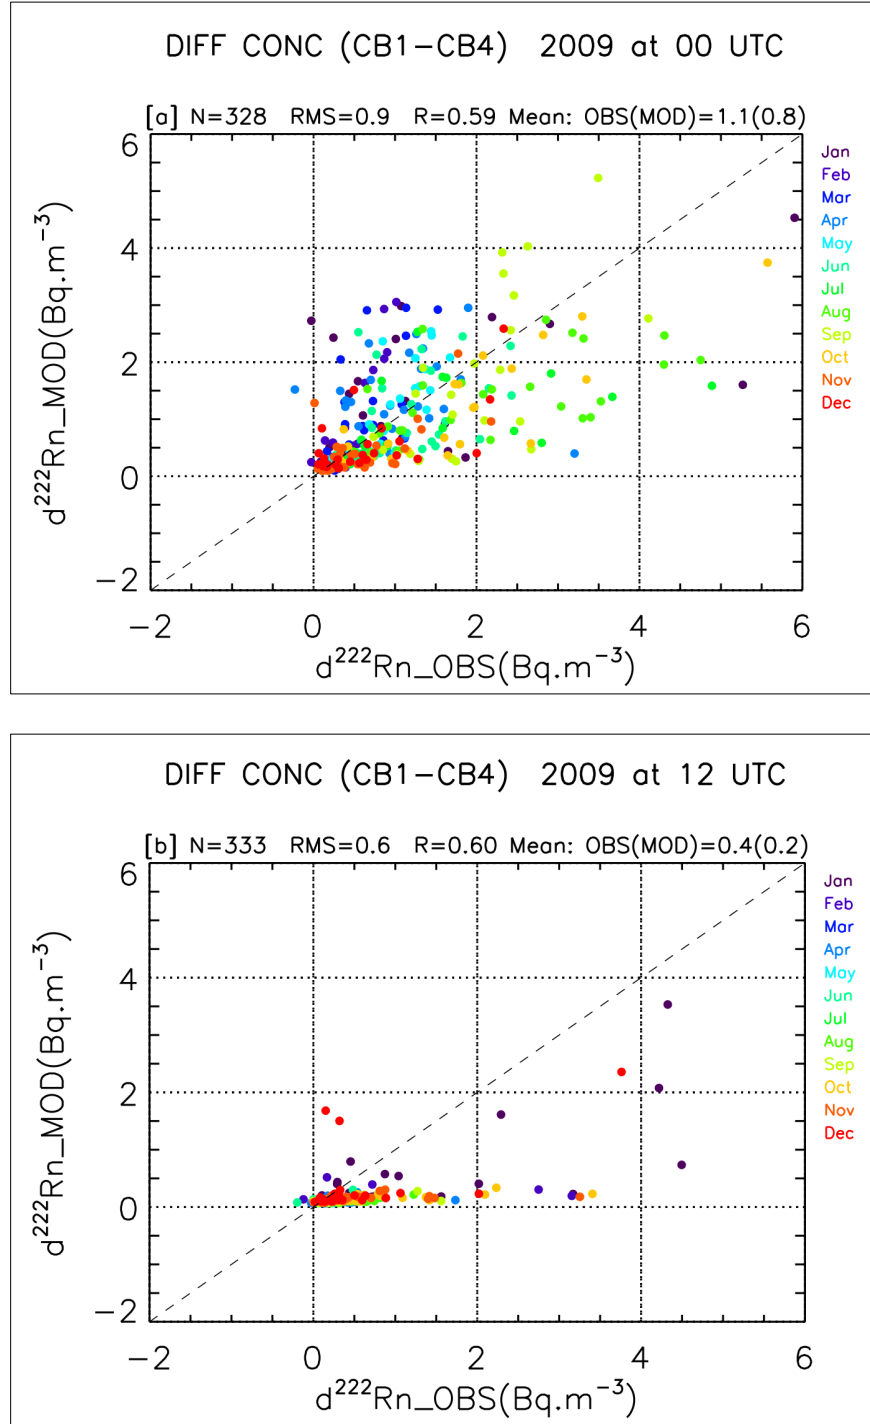 DIFF CONC (CB1−CB4) 2009 at 00 UTC
[a] N=328 RMS=0.9 R=0.59 Mean: OBS(MOD)=1.1(0.8)
6
4
2
0
−2
d²²²Rn_MOD(Bq.m⁻³)
Jan
Feb
Mar
Apr
May
Jun
Jul
Aug
Sep
Oct
Nov
Dec
−2 0 2 4 6
d²²²Rn_OBS(Bq.m⁻³)
DIFF CONC (CB1−CB4) 2009 at 12 UTC
[b] N=333 RMS=0.6 R=0.60 Mean: OBS(MOD)=0.4(0.2)
6
4
2
0
−2
d²²²Rn_MOD(Bq.m⁻³)
Jan
Feb
Mar
Apr
May
Jun
Jul
Aug
Sep
Oct
Nov
Dec
−2 0 2 4 6
d²²²Rn_OBS(Bq.m⁻³)